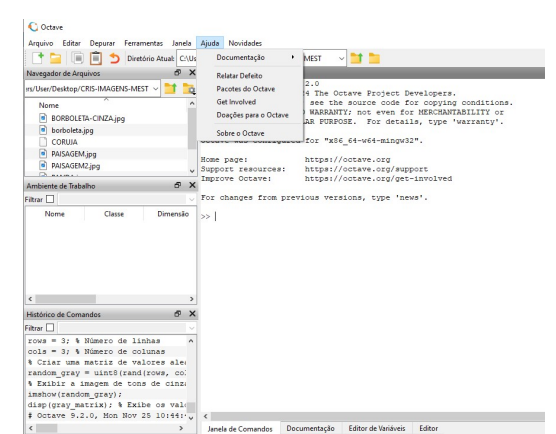 Octave
Arquivo Editar Depurar Ferramentas Janela Ajuda Novidades
Diretório Atual: C:\Us
MEST
Documentação
Relatar Defeito
Pacotes do Octave
Get Involved
Doações para o Octave
Sobre o Octave
Navegador de Arquivos
rs/User/Desktop/CRIS-IMAGENS-MEST
Nome
BORBOLETA-CINZA.jpg
borboleta.jpg
CORUJA
PAISAGEM.jpg
PAISAGEM2.jpg
Ambiente de Trabalho
Filtrar
Nome Classe Dimensão
Histórico de Comandos
Filtrar
rows = 3; % Número de linhas
cols = 3; % Número de colunas
% Criar uma matriz de valores alea
random_gray = uint8(rand(rows, col
% Exibir a imagem de tons de cinza
imshow(random_gray);
disp(gray_matrix); % Exibe os valo
# Octave 9.2.0, Mon Nov 25 10:44:
2.0
4 The Octave Project Developers.
see the source code for copying conditions.
WARRANTY; not even for MERCHANTABILITY or
AR PURPOSE. For details, type 'warranty'.
Octave was configured for "x86_64-w64-mingw32".
Home page: https://octave.org
Support resources: https://octave.org/support
Improve Octave: https://octave.org/get-involved
For changes from previous versions, type 'news'.
>>
Janela de Comandos Documentação Editor de Variáveis Editor